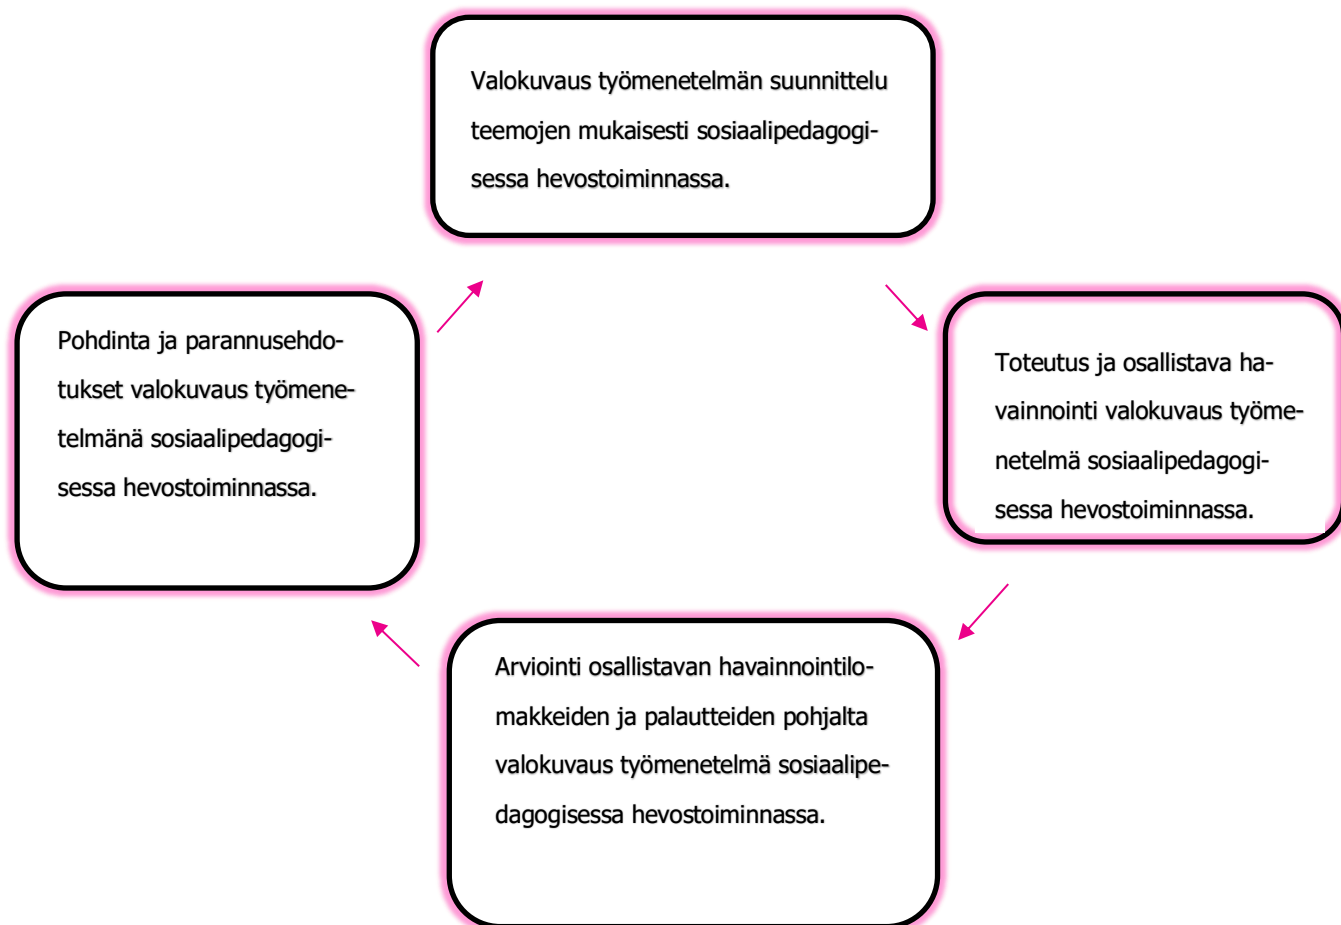 Valokuvaus työmenetelmän suunnittelu
teemojen mukaisesti sosiaalipedagogi-
sessa hevostoiminnassa.
Toteutus ja osallistava ha-
vainnointi valokuvaus työme-
netelmä sosiaalipedagogi-
sessa hevostoiminnassa.
Arviointi osallistavan havainnointilo-
makkeiden ja palautteiden pohjalta
valokuvaus työmenetelmä sosiaalipe-
dagogisessa hevostoiminnassa.
Pohdinta ja parannusehdo-
tukset valokuvaus työmene-
telmänä sosiaalipedagogi-
sessa hevostoiminnassa.